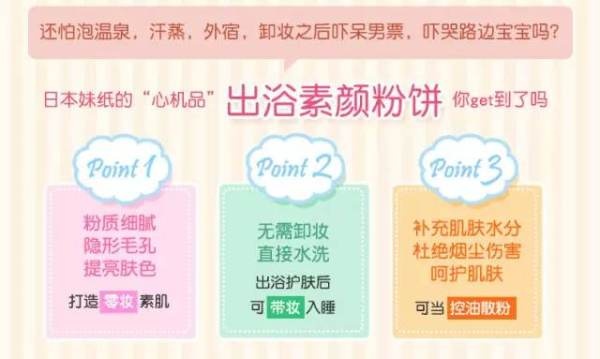 还怕泡温泉，汗蒸，外宿，卸妆之后吓呆男票，吓哭路边宝宝吗？
日本妹纸的“心机品”出浴素颜粉饼 你get到了吗
Point 1
粉质细腻
隐形毛孔
提亮肤色
打造 零妆 素肌
Point 2
无需卸妆
直接水洗
出浴护肤后
可 带妆 入睡
Point 3
补充肌肤水分
杜绝烟尘伤害
呵护肌肤
可当 控油散粉